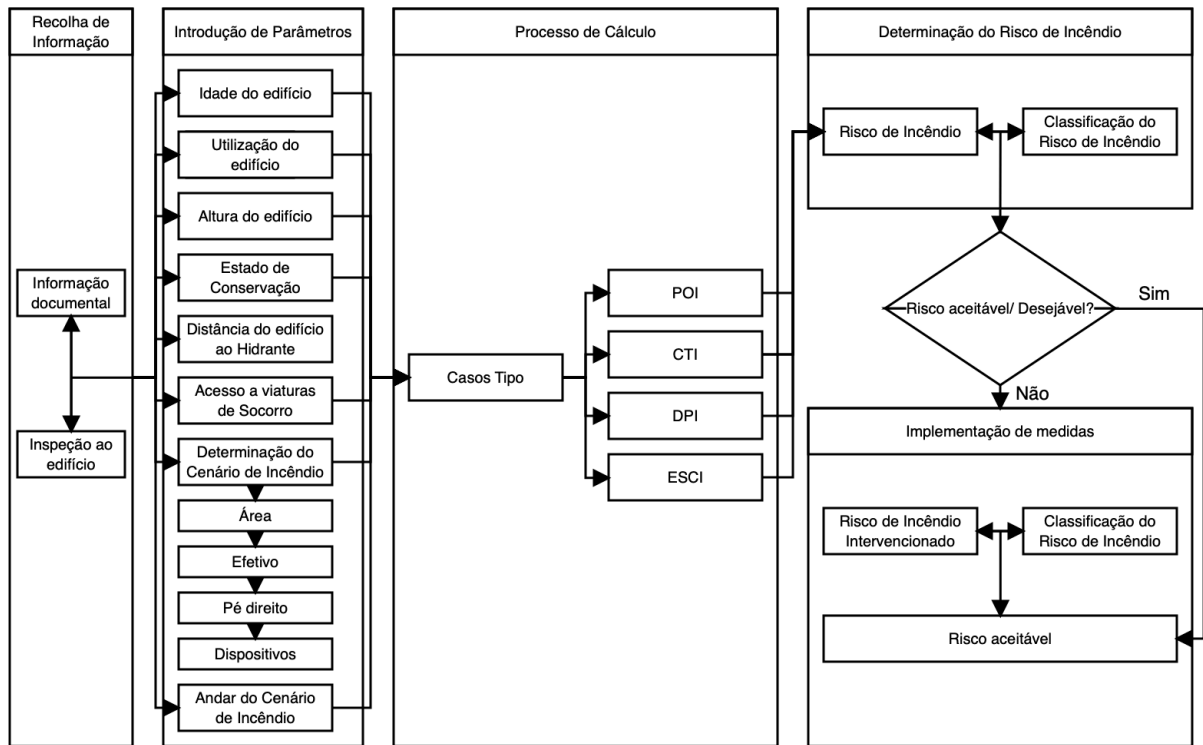 Recolha de
Informação
Informação
documental
Inspeção ao
edifício
Introdução de Parâmetros
Idade do edifício
Utilização do
edifício
Altura do edifício
Estado de
Conservação
Distância do edifício
ao Hidrante
Acesso a viaturas
de Socorro
Determinação do
Cenário de Incêndio
Área
Efetivo
Pé direito
Dispositivos
Andar do Cenário
de Incêndio
Processo de Cálculo
Casos Tipo
POI
CTI
DPI
ESCI
Determinação do Risco de Incêndio
Risco de Incêndio
Classificação do
Risco de Incêndio
Risco aceitável/ Desejável?
Sim
Não
Implementação de medidas
Risco de Incêndio
Intervencionado
Classificação do
Risco de Incêndio
Risco aceitável